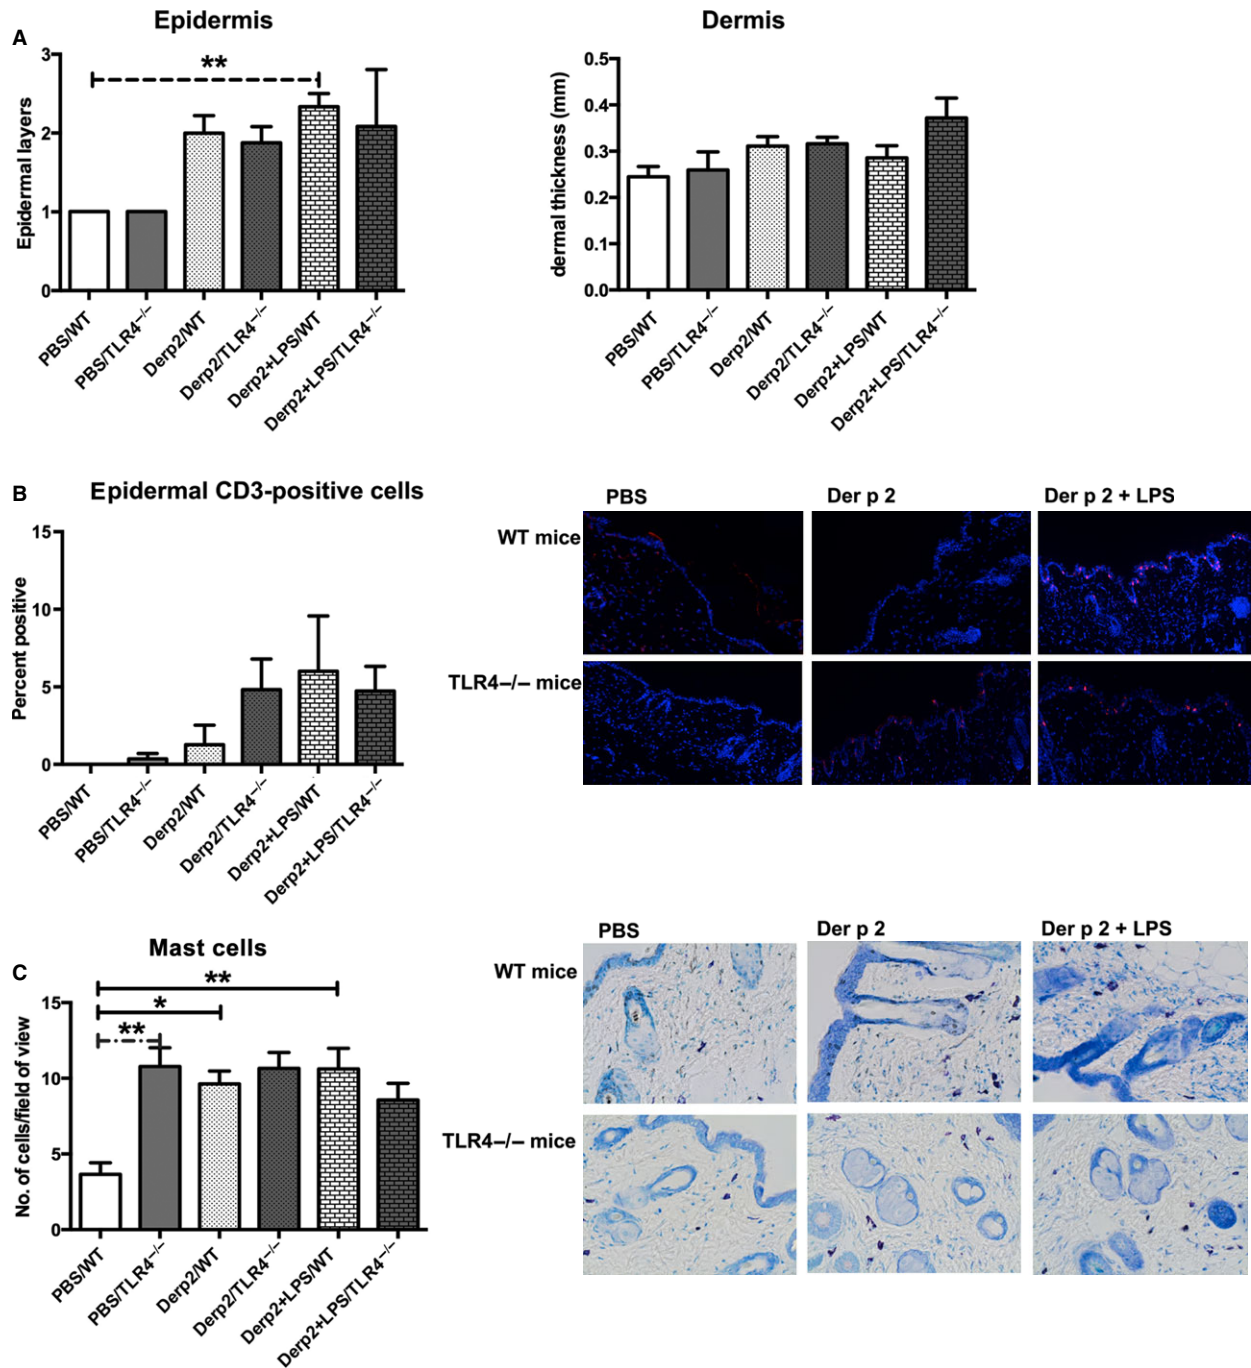 A
Epidermis
Epidermal layers
3
2
1
0
**
PBS/WT
PBS/TLR4−/−
Derp2/WT
Derp2/TLR4−/−
Derp2+LPS/WT
Derp2+LPS/TLR4−/−
Dermis
dermal thickness (mm)
0.5
0.4
0.3
0.2
0.1
0.0
PBS/WT
PBS/TLR4−/−
Derp2/WT
Derp2/TLR4−/−
Derp2+LPS/WT
Derp2+LPS/TLR4−/−
B
Epidermal CD3-positive cells
Percent positive
15
10
5
0
PBS/WT
PBS/TLR4−/−
Derp2/WT
Derp2/TLR4−/−
Derp2+LPS/WT
Derp2+LPS/TLR4−/−
PBS
Der p 2
Der p 2 + LPS
WT mice
TLR4–/– mice
C
Mast cells
No. of cells/field of view
15
10
5
0
**
*
**
PBS/WT
PBS/TLR4−/−
Derp2/WT
Derp2/TLR4−/−
Derp2+LPS/WT
Derp2+LPS/TLR4−/−
PBS
Der p 2
Der p 2 + LPS
WT mice
TLR4–/– mice